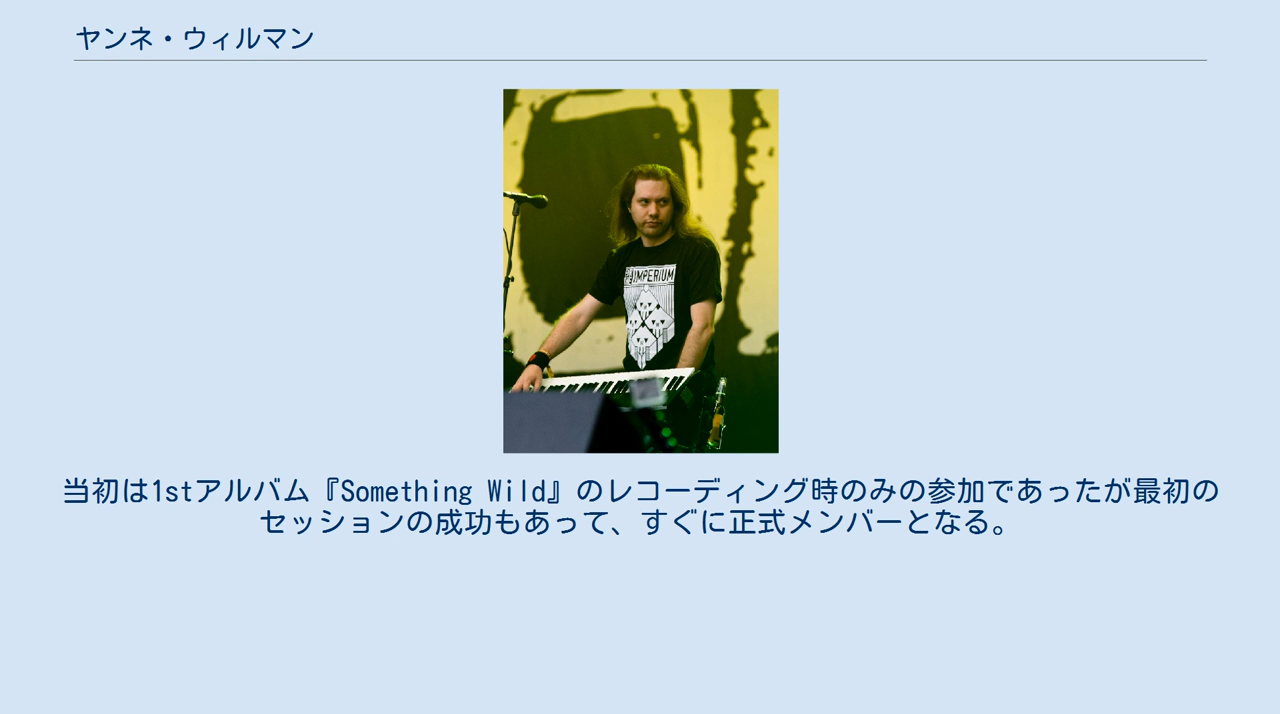 ヤンネ・ウィルマン
IMPERIUM
当初は1stアルバム『Something Wild』のレコーディング時のみの参加であったが最初の
セッションの成功もあって、すぐに正式メンバーとなる。